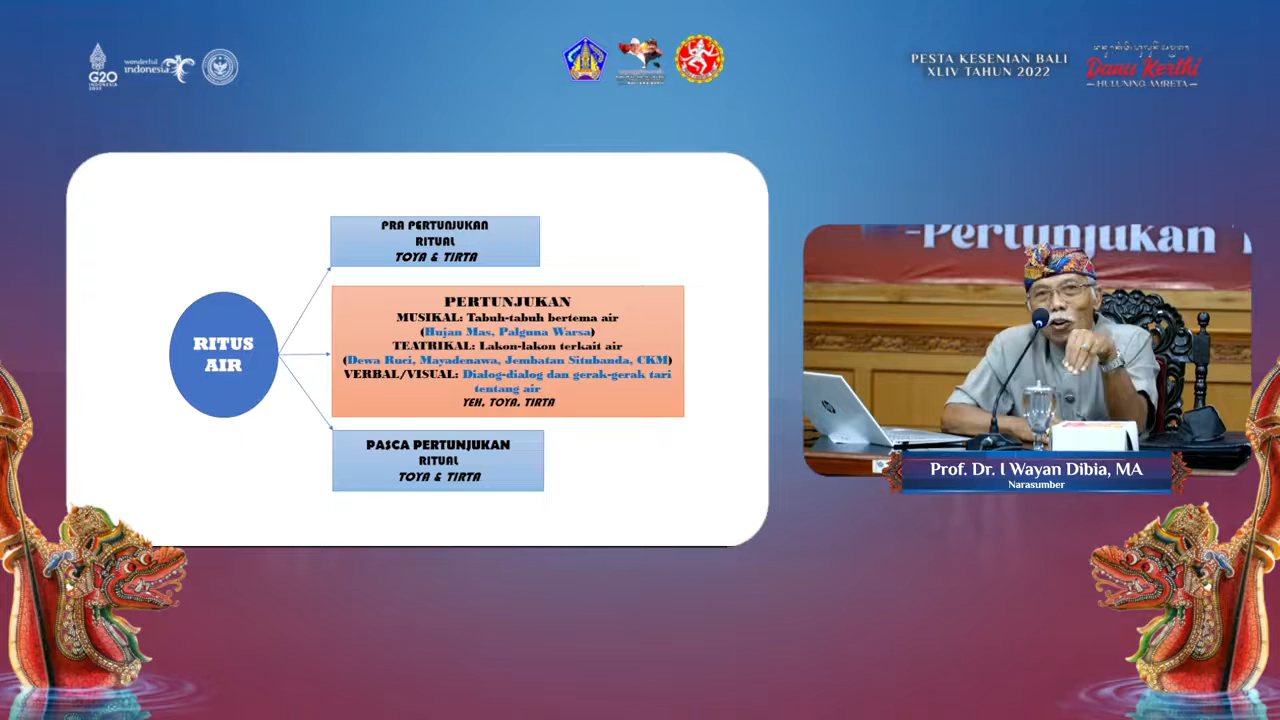 G20
INDONESIA
2022
wonderful
indonesia
PESTA KESENIAN BALI
XLIV TAHUN 2022
Danu Kerthi
HULUNING AMRETA
PRA PERTUNJUKAN
RITUAL
TOYA & TIRTA
RITUS
AIR
PERTUNJUKAN
MUSIKAL: Tabuh-tabuh bertema air
(Hujan Mas, Palguna Warsa)
TEATRIKAL: Lakon-lakon terkait air
(Dewa Ruci, Mayadenawa, Jembatan Situbanda, CKM)
VERBAL/VISUAL: Dialog-dialog dan gerak-gerak tari
tentang air
YEH, TOYA, TIRTA
PASCA PERTUNJUKAN
RITUAL
TOYA & TIRTA
-Pertunjukan
hp
Prof. Dr. I Wayan Dibia, MA
Narasumber